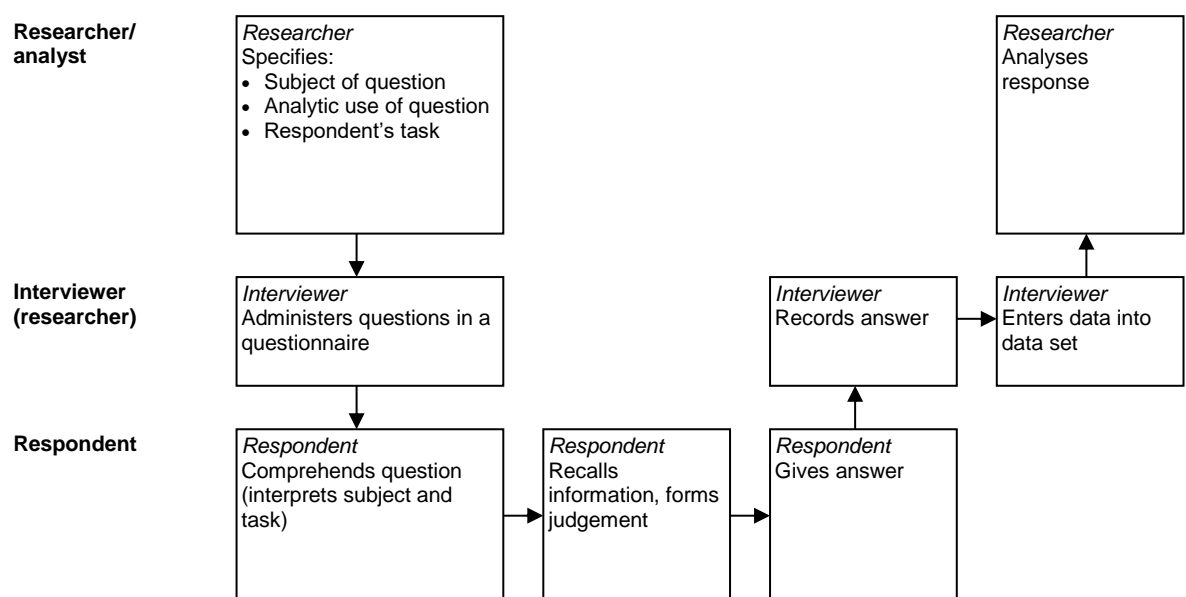 Researcher/
analyst
Researcher
Specifies:
• Subject of question
• Analytic use of question
• Respondent's task
Researcher
Analyses
response
Interviewer
(researcher)
Interviewer
Administers questions in a
questionnaire
Interviewer
Records answer
Interviewer
Enters data into
data set
Respondent
Respondent
Comprehends question
(interprets subject and
task)
Respondent
Recalls
information, forms
judgement
Respondent
Gives answer